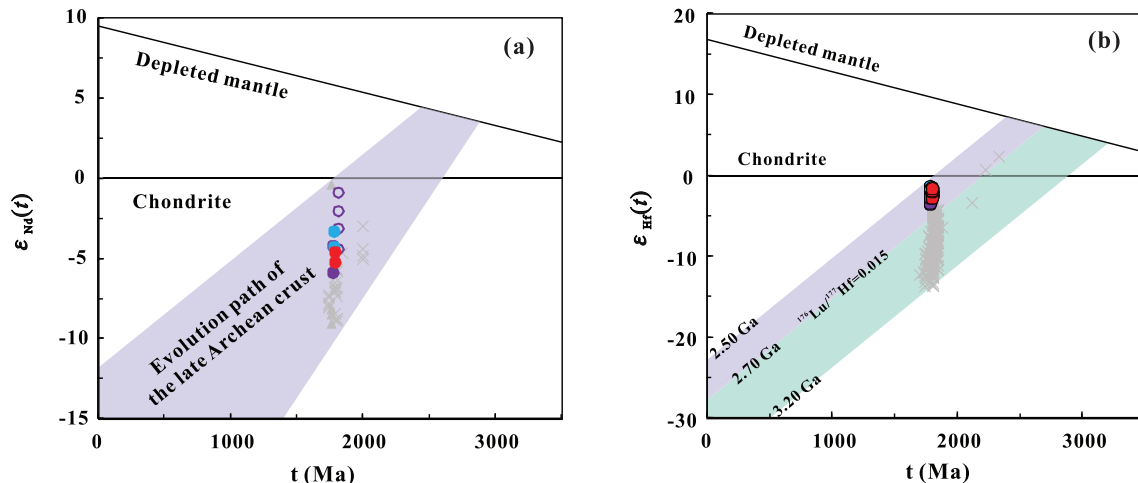 (a)
Depleted mantle
Chondrite
Evolution path of
the late Archean crust
10
5
0
-5
-10
-15
0
1000
2000
3000
t (Ma)
ε Nd(t)
(b)
Depleted mantle
Chondrite
¹⁷⁶Lu/¹⁷⁷Hf=0.015
2.50 Ga
2.70 Ga
3.20 Ga
20
10
0
-10
-20
-30
0
1000
2000
3000
t (Ma)
ε Hf(t)